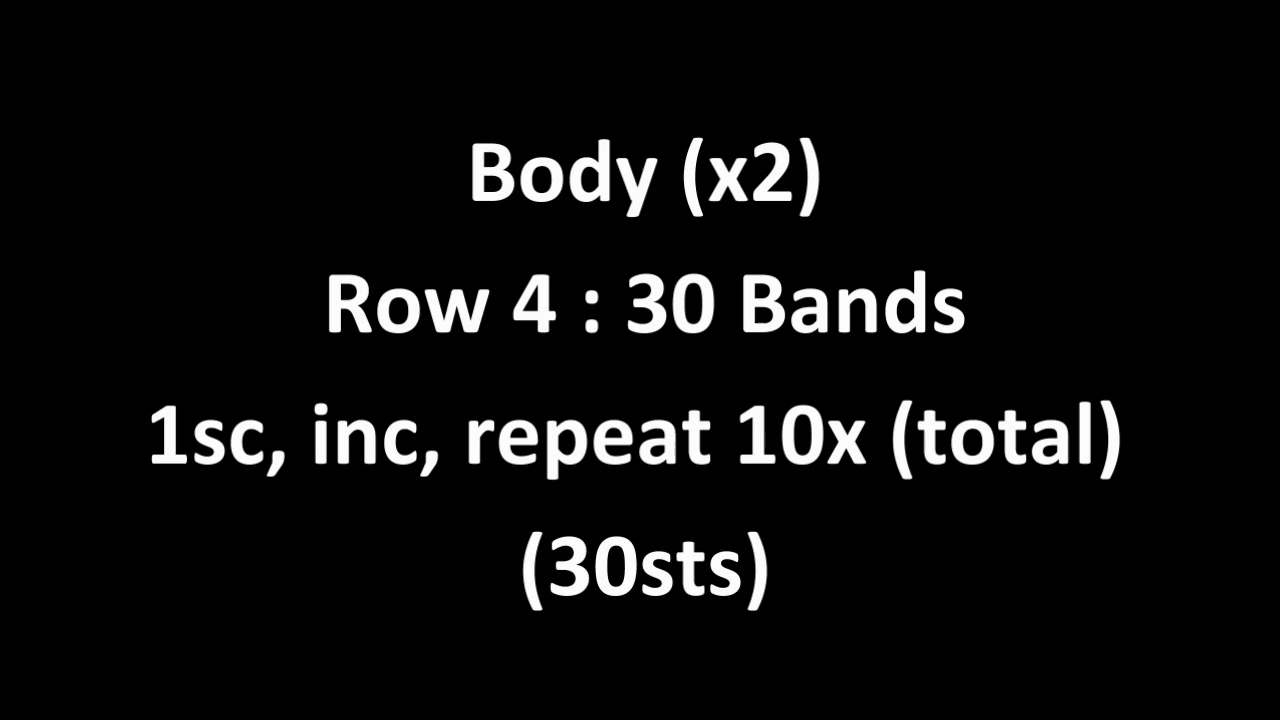 Body (x2)
Row 4 : 30 Bands
1sc, inc, repeat 10x (total)
(30sts)